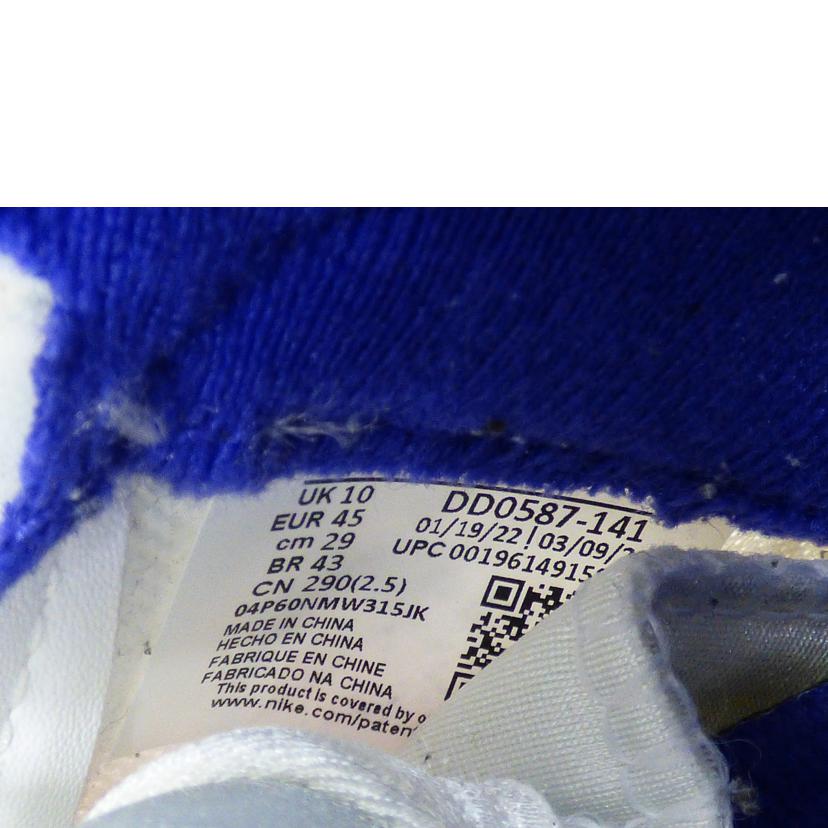 UK 10
EUR 45
cm 29
BR 43
CN 290(2.5)
04P60NMW315JK
MADE IN CHINA
HECHO EN CHINA
FABRIQUE EN CHINE
FABRICADO NA CHINA
This product is covered by
www.nike.com/paten
DD0587-141
01/19/22 | 03/09/
UPC 0019614915